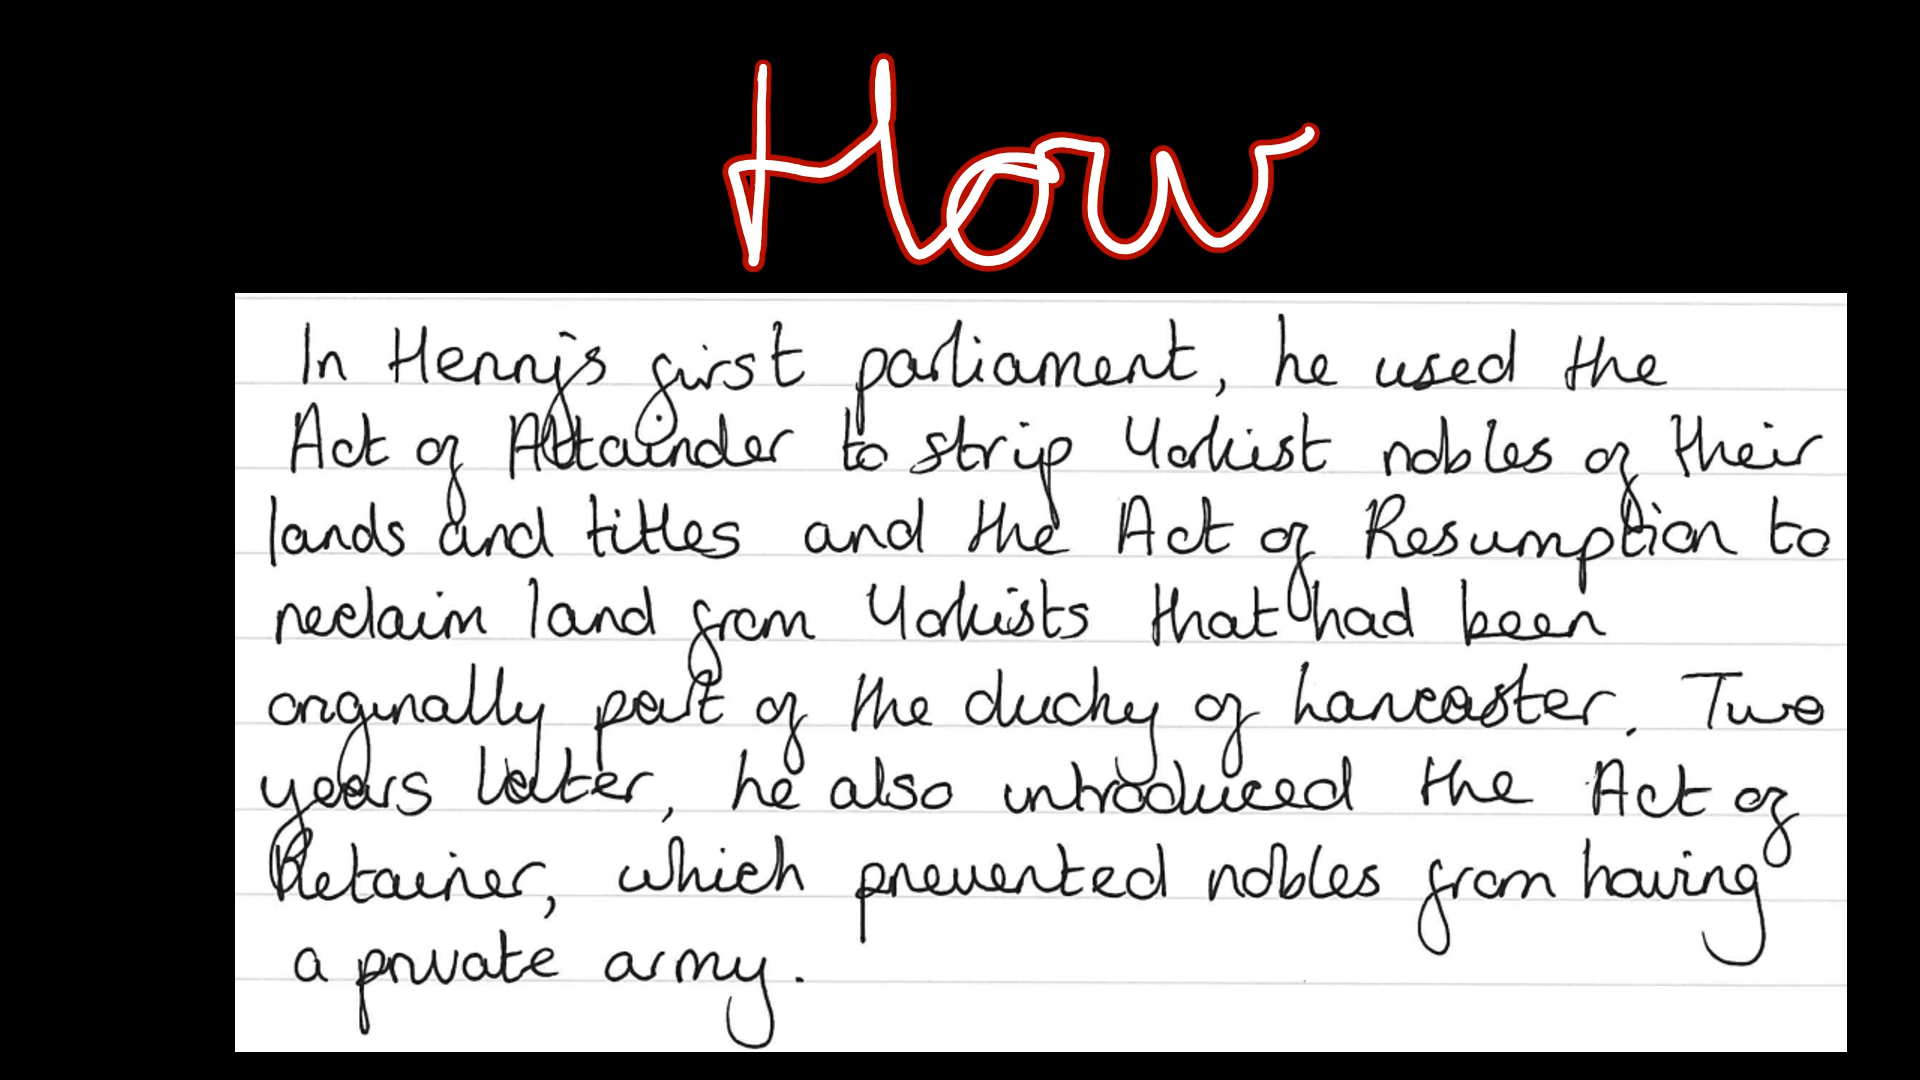 How
In Henry's first parliament, he used the
Act of Attainder to strip Yorkist nobles of their
lands and titles and the Act of Resumption to
reclaim land from Yorkists that had been
orginally part of the duchy of Lancaster. Two
years later, he also introduced the Act of
Retainer, which prevented nobles from having
a private army.